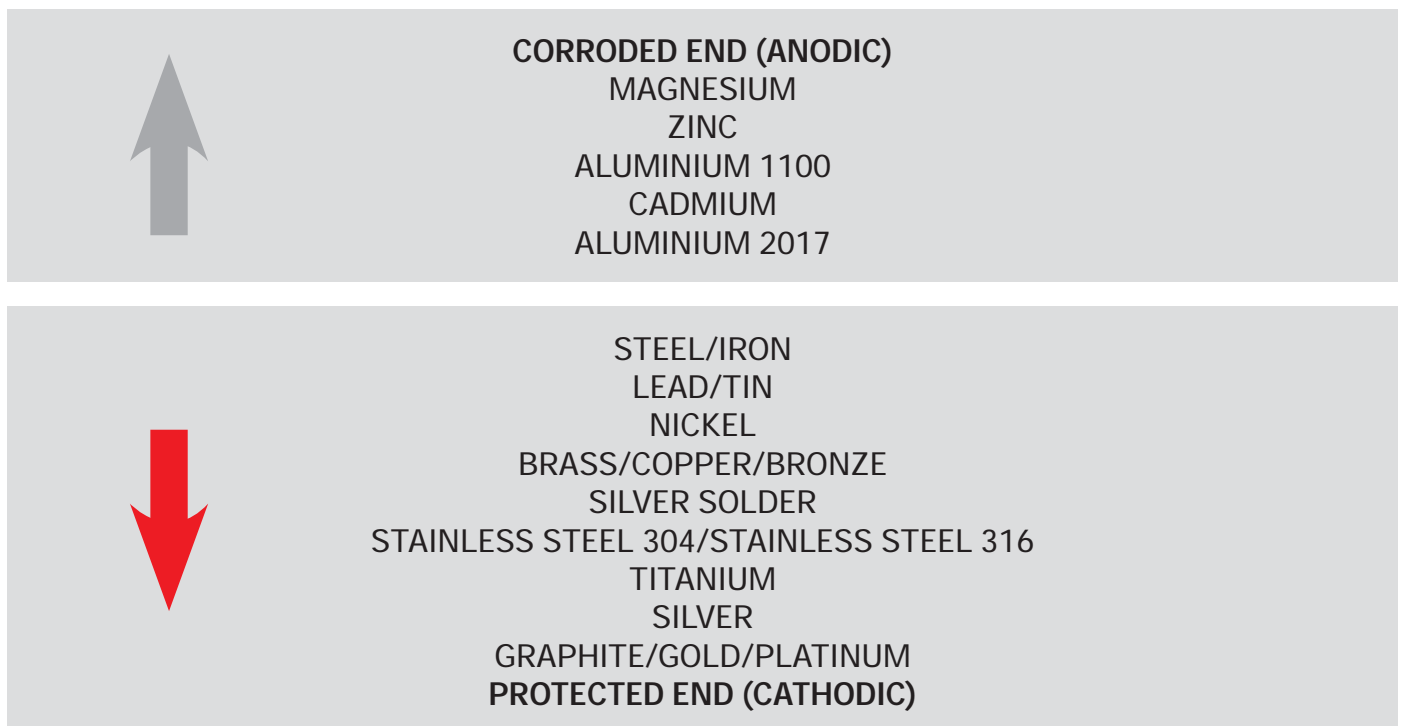 CORRODED END (ANODIC)
MAGNESIUM
ZINC
ALUMINIUM 1100
CADMIUM
ALUMINIUM 2017
STEEL/IRON
LEAD/TIN
NICKEL
BRASS/COPPER/BRONZE
SILVER SOLDER
STAINLESS STEEL 304/STAINLESS STEEL 316
TITANIUM
SILVER
GRAPHITE/GOLD/PLATINUM
PROTECTED END (CATHODIC)